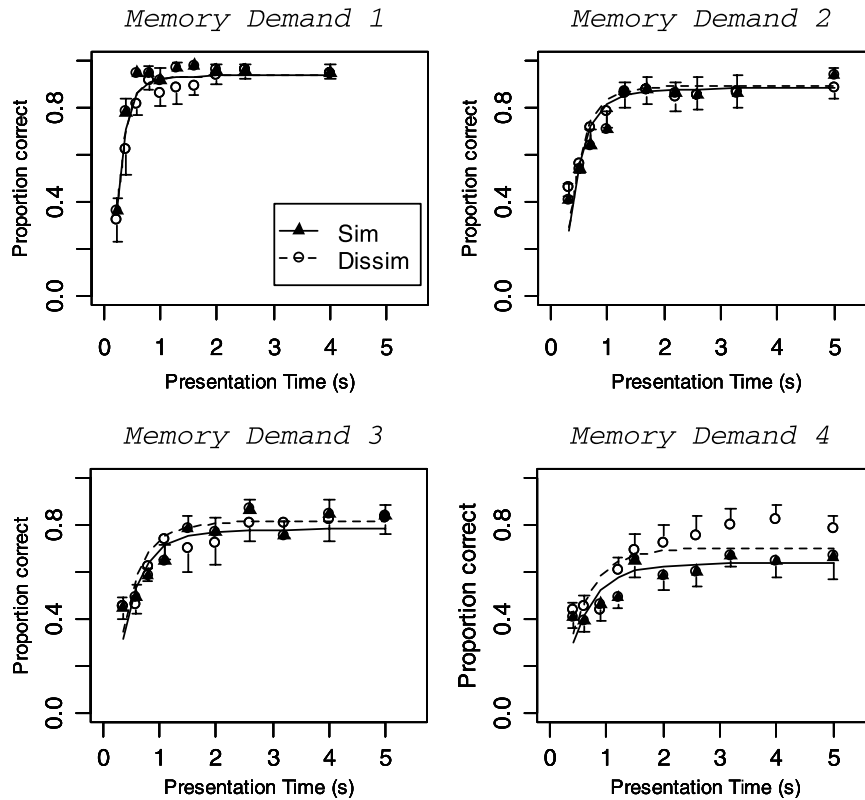 Memory Demand 1
Proportion correct
0.8
0.4
0.0
Sim
Dissim
0 1 2 3 4 5
Presentation Time (s)
Memory Demand 2
Proportion correct
0.8
0.4
0.0
0 1 2 3 4 5
Presentation Time (s)
Memory Demand 3
Proportion correct
0.8
0.4
0.0
0 1 2 3 4 5
Presentation Time (s)
Memory Demand 4
Proportion correct
0.8
0.4
0.0
0 1 2 3 4 5
Presentation Time (s)